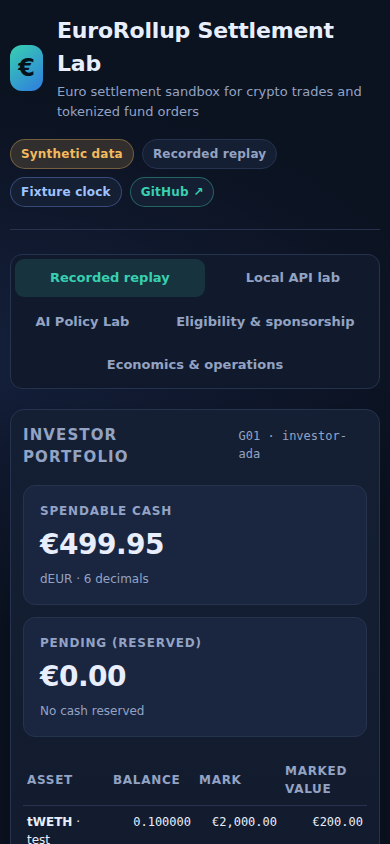 €
EuroRollup Settlement
Lab
Euro settlement sandbox for crypto trades and
tokenized fund orders
Synthetic data
Recorded replay
Fixture clock
GitHub ↗
Recorded replay
Local API lab
AI Policy Lab
Eligibility & sponsorship
Economics & operations
INVESTOR
PORTFOLIO
G01 · investor-
ada
SPENDABLE CASH
€499.95
dEUR · 6 decimals
PENDING (RESERVED)
€0.00
No cash reserved
ASSET BALANCE MARK MARKED
VALUE
tWETH · 0.100000 €2,000.00 €200.00
test